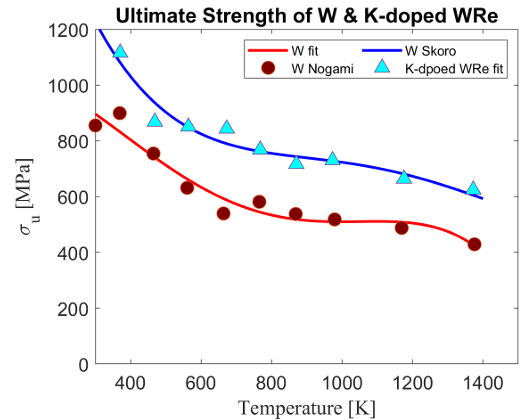 Ultimate Strength of W & K-doped WRe
W fit
W Skoro
W Nogami
K-dpoed WRe fit
1200
1000
800
600
400
200
0
σu [MPa]
400
600
800
1000
1200
1400
Temperature [K]